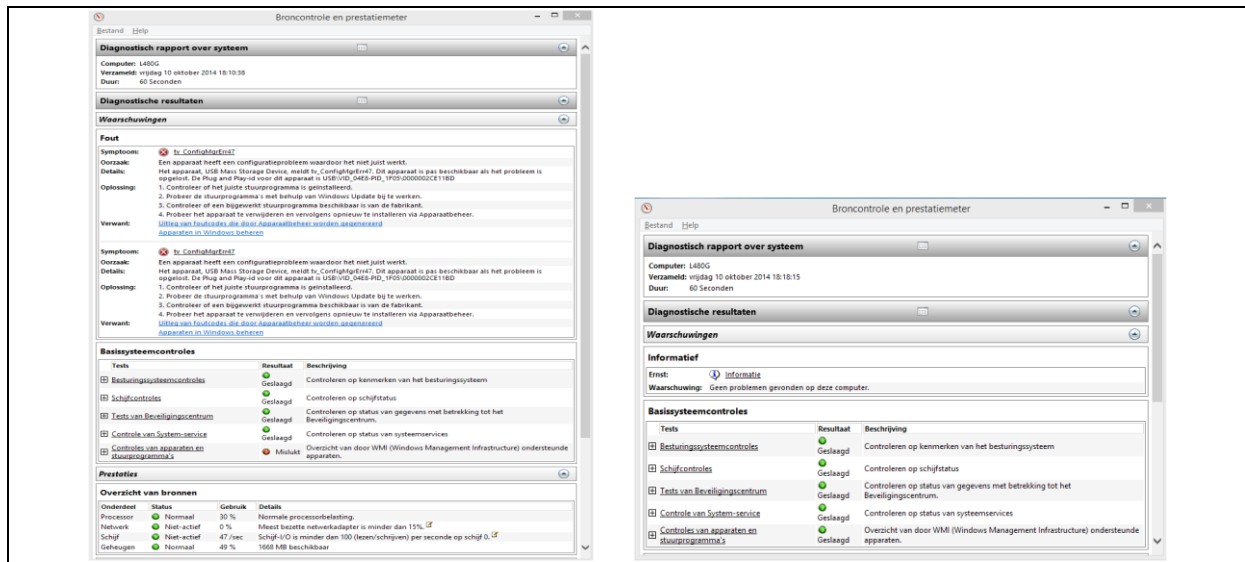 Broncontrole en prestatiemeter
Bestand Help
Diagnostisch rapport over systeem
Computer: L480G
Verzameld: vrijdag 10 oktober 2014 18:10:38
Duur: 60 Seconden
Diagnostische resultaten
Waarschuwingen
Fout
Symptoom: tv_ConfigMgrErr47
Oorzaak: Een apparaat heeft een configuratieprobleem waardoor het niet juist werkt.
Details: Het apparaat, USB Mass Storage Device, meldt tv_ConfigMgrErr47. Dit apparaat is pas beschikbaar als het probleem is
opgelost. De Plug and Play-id voor dit apparaat is USB\VID_04E8-PID_1F05\0000002CE11BD
Oplossing: 1. Controleer of het juiste stuurprogramma is geïnstalleerd.
2. Probeer de stuurprogramma's met behulp van Windows Update bij te werken.
3. Controleer of een bijgewerkt stuurprogramma beschikbaar is van de fabrikant.
4. Probeer het apparaat te verwijderen en vervolgens opnieuw te installeren via Apparaatbeheer.
Verwant: Uitleg van foutcodes die door Apparaatbeheer worden gegenereerd
Apparaten in Windows beheren
Symptoom: tv_ConfigMgrErr47
Oorzaak: Een apparaat heeft een configuratieprobleem waardoor het niet juist werkt.
Details: Het apparaat, USB Mass Storage Device, meldt tv_ConfigMgrErr47. Dit apparaat is pas beschikbaar als het probleem is
opgelost. De Plug and Play-id voor dit apparaat is USB\VID_04E8-PID_1F05\0000002CE11BD
Oplossing: 1. Controleer of het juiste stuurprogramma is geïnstalleerd.
2. Probeer de stuurprogramma's met behulp van Windows Update bij te werken.
3. Controleer of een bijgewerkt stuurprogramma beschikbaar is van de fabrikant.
4. Probeer het apparaat te verwijderen en vervolgens opnieuw te installeren via Apparaatbeheer.
Verwant: Uitleg van foutcodes die door Apparaatbeheer worden gegenereerd
Apparaten in Windows beheren
Basissysteemcontroles
Tests Resultaat Beschrijving
Besturingssysteemcontroles Geslaagd Controleren op kenmerken van het besturingssysteem
Schijfcontroles Geslaagd Controleren op schijfstatus
Tests van Beveiligingscentrum Geslaagd Controleren op status van gegevens met betrekking tot het
Beveiligingscentrum.
Controle van System-service Geslaagd Controleren op status van systeemservices
Controles van apparaten en Mislukt Overzicht van door WMI (Windows Management Infrastructure) ondersteunde
stuurprogramma's apparaten.
Prestaties
Overzicht van bronnen
Onderdeel Status Gebruik Details
Processor Normaal 30 % Normale processorbelasting.
Netwerk Niet-actief 0 % Meest bezette netwerkadapter is minder dan 15%.
Schijf Niet-actief 47 /sec Schijf-I/O is minder dan 100 (lezen/schrijven) per seconde op schijf 0.
Geheugen Normaal 49 % 1668 MB beschikbaar
Broncontrole en prestatiemeter
Bestand Help
Diagnostisch rapport over systeem
Computer: L480G
Verzameld: vrijdag 10 oktober 2014 18:18:15
Duur: 60 Seconden
Diagnostische resultaten
Waarschuwingen
Informatief
Ernst: Informatie
Waarschuwing: Geen problemen gevonden op deze computer.
Basissysteemcontroles
Tests Resultaat Beschrijving
Besturingssysteemcontroles Geslaagd Controleren op kenmerken van het besturingssysteem
Schijfcontroles Geslaagd Controleren op schijfstatus
Tests van Beveiligingscentrum Geslaagd Controleren op status van gegevens met betrekking tot het
Beveiligingscentrum.
Controle van System-service Geslaagd Controleren op status van systeemservices
Controles van apparaten en Geslaagd Overzicht van door WMI (Windows Management Infrastructure) ondersteunde
stuurprogramma's apparaten.